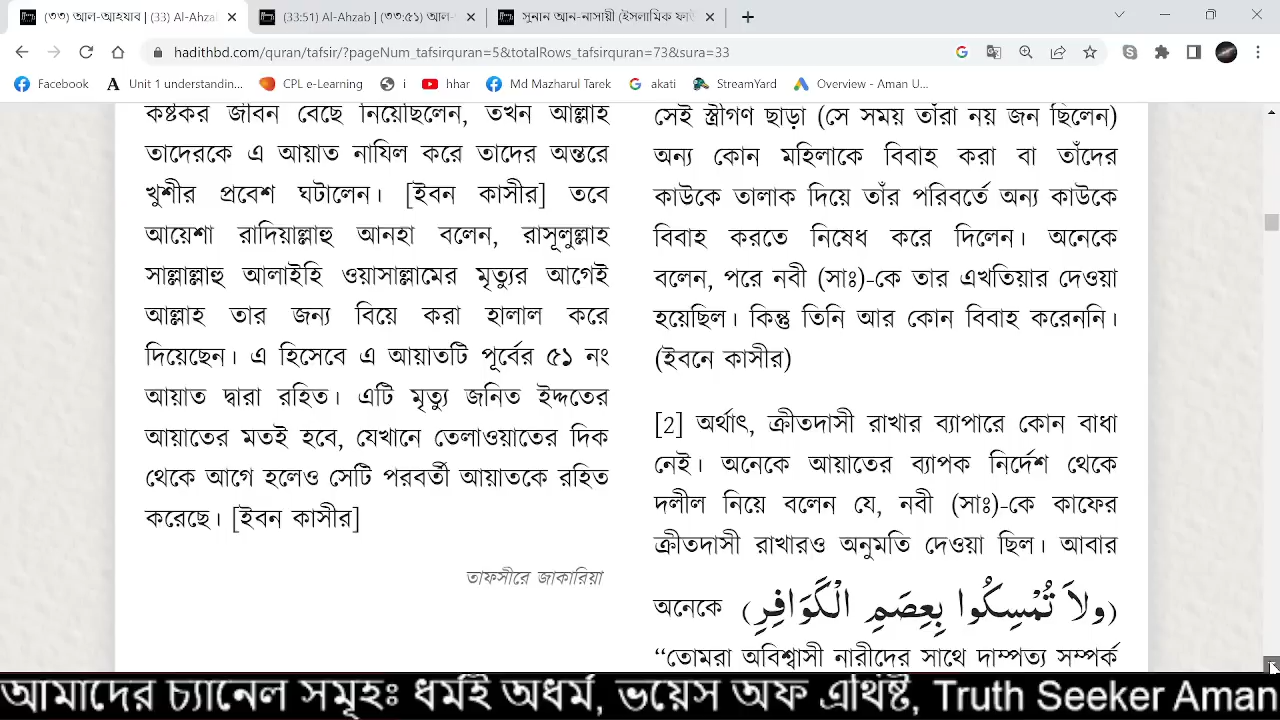 (৩৩) আল-আহযাব | (33) Al-Ahza
(33:51) Al-Ahzab | (৩৩:৫১) আল-
সুনান আন-নাসায়ী (ইসলামিক ফাউ
hadithbd.com/quran/tafsir/?pageNum_tafsirquran=5&totalRows_tafsirquran=73&sura=33
Facebook
Unit 1 understandin...
CPL e-Learning
i
hhar
Md Mazharul Tarek
akati
StreamYard
Overview - Aman U...
কষ্টকর জীবন বেছে নিয়েছিলেন, তখন আল্লাহ
তাদেরকে এ আয়াত নাযিল করে তাদের অন্তরে
খুশীর প্রবেশ ঘটালেন। [ইবন কাসীর] তবে
আয়েশা রাদিয়াল্লাহু আনহা বলেন, রাসূলুল্লাহ
সাল্লাল্লাহু আলাইহি ওয়াসাল্লামের মৃত্যুর আগেই
আল্লাহ তার জন্য বিয়ে করা হালাল করে
দিয়েছেন। এ হিসেবে এ আয়াতটি পূর্বের ৫১ নং
আয়াত দ্বারা রহিত। এটি মৃত্যু জনিত ইদ্দতের
আয়াতের মতই হবে, যেখানে তেলাওয়াতের দিক
থেকে আগে হলেও সেটি পরবর্তী আয়াতকে রহিত
করেছে। [ইবন কাসীর]
তাফসীরে জাকারিয়া
সেই স্ত্রীগণ ছাড়া (সে সময় তাঁরা নয় জন ছিলেন)
অন্য কোন মহিলাকে বিবাহ করা বা তাঁদের
কাউকে তালাক দিয়ে তাঁর পরিবর্তে অন্য কাউকে
বিবাহ করতে নিষেধ করে দিলেন। অনেকে
বলেন, পরে নবী (সাঃ)-কে তার এখতিয়ার দেওয়া
হয়েছিল। কিন্তু তিনি আর কোন বিবাহ করেননি।
(ইবনে কাসীর)
[2] অর্থাৎ, ক্রীতদাসী রাখার ব্যাপারে কোন বাধা
নেই। অনেকে আয়াতের ব্যাপক নির্দেশ থেকে
দলীল নিয়ে বলেন যে, নবী (সাঃ)-কে কাফের
ক্রীতদাসী রাখারও অনুমতি দেওয়া ছিল। আবার
অনেকে (ولاَ تُمْسِكُوا بِعِصَمِ الْكَوَافِرِ)
“তোমরা অবিশ্বাসী নারীদের সাথে দাম্পত্য সম্পর্ক
আমাদের চ্যানেল সমূহঃ ধর্মই অধর্ম, ভয়েস অফ এথিষ্ট, Truth Seeker Aman